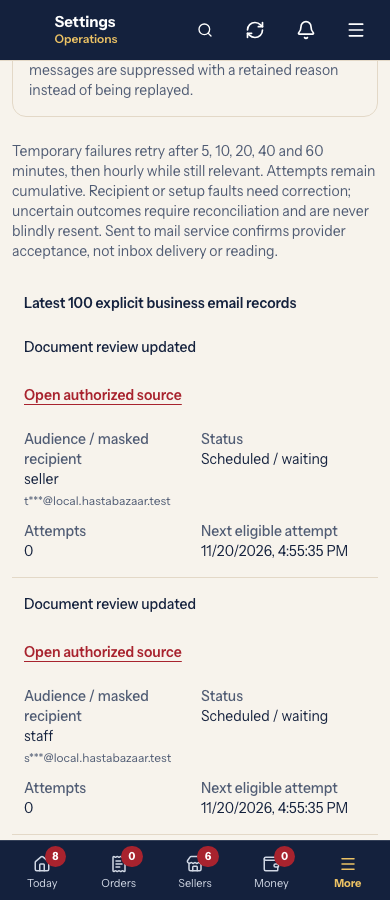 Settings
Operations
messages are suppressed with a retained reason
instead of being replayed.
Temporary failures retry after 5, 10, 20, 40 and 60
minutes, then hourly while still relevant. Attempts remain
cumulative. Recipient or setup faults need correction;
uncertain outcomes require reconciliation and are never
blindly resent. Sent to mail service confirms provider
acceptance, not inbox delivery or reading.
Latest 100 explicit business email records
Document review updated
Open authorized source
Audience / masked
recipient
seller
t***@local.hastabazaar.test
Status
Scheduled / waiting
Attempts
0
Next eligible attempt
11/20/2026, 4:55:35 PM
Document review updated
Open authorized source
Audience / masked
recipient
staff
s***@local.hastabazaar.test
Status
Scheduled / waiting
Attempts
0
Next eligible attempt
11/20/2026, 4:55:35 PM
8
Today
0
Orders
6
Sellers
0
Money
More